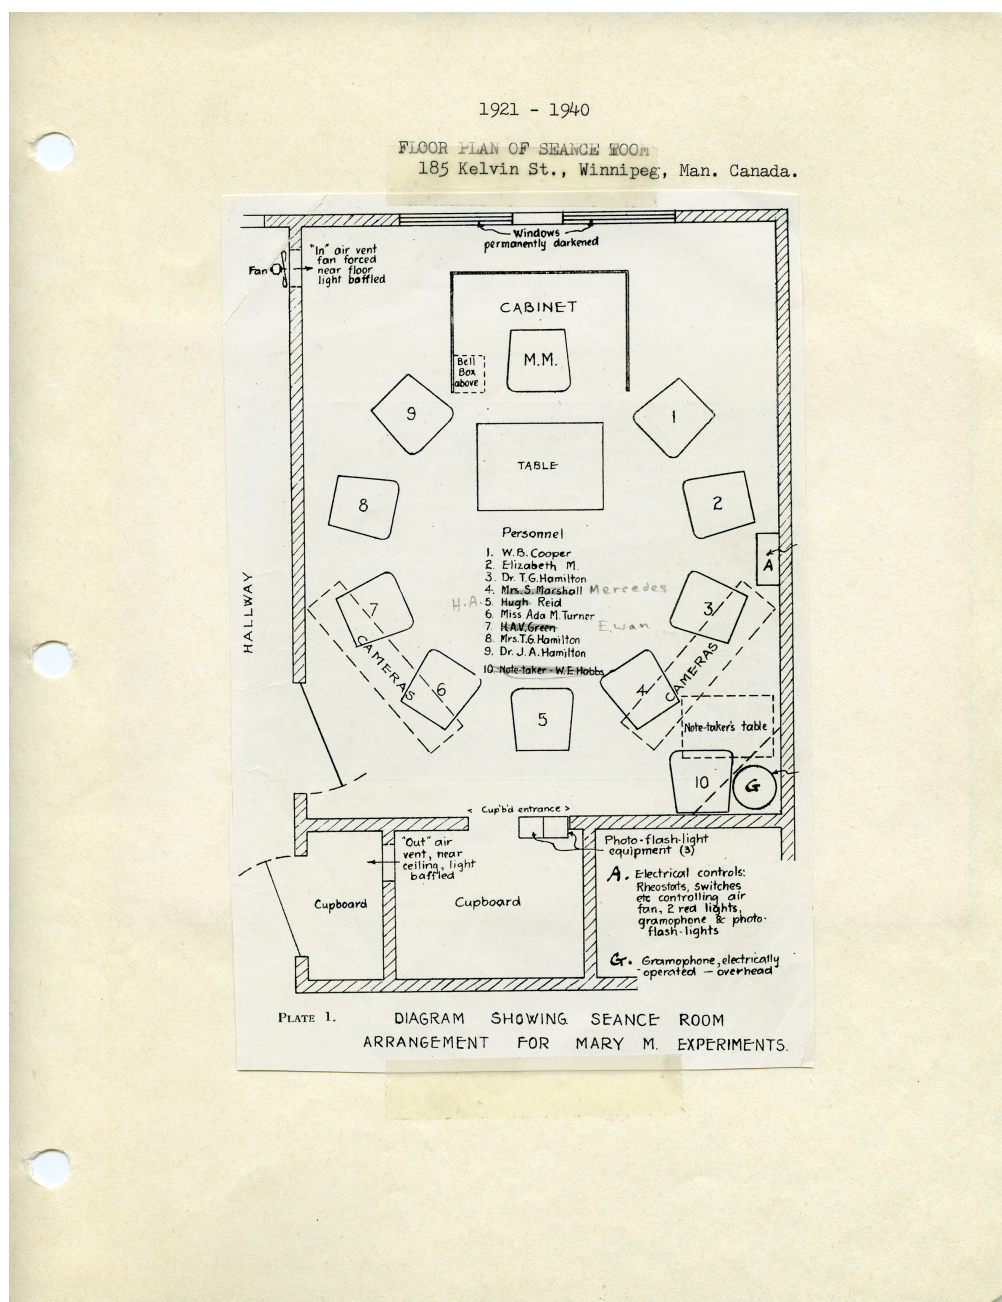 1921 - 1940
FLOOR PLAN OF SEANCE ROOM
185 Kelvin St., Winnipeg, Man. Canada.
Windows
permanently darkened
"In" air vent
fan forced
near floor
light baffled
Fan
CABINET
M.M.
Bell
Box
above
9
1
TABLE
8
2
A
Personnel
1. W.B. Cooper
2. Elizabeth M.
3. Dr. T.G. Hamilton
4. Mrs. S. Marshall Mercedes
H.A. 5. Hugh Reid
6. Miss Ada M. Turner
7. H.A.V. Green Ewan
8. Mrs. T.G. Hamilton
9. Dr. J. A. Hamilton
10. Note-taker - W.E. Hobbs
HALLWAY
7
3
CAMERAS
CAMERAS
6
4
5
Note-taker's table
10
G
< Cup'b'd entrance >
"Out" air
vent, near
ceiling, light
baffled
Cupboard
Cupboard
Photo-flash-light
equipment (3)
A. Electrical controls:
Rheostats, switches
etc controlling air
fan, 2 red lights,
gramophone & photo-
flash-lights
G. Gramophone, electrically
operated — overhead
PLATE 1.
DIAGRAM SHOWING SEANCE ROOM
ARRANGEMENT FOR MARY M. EXPERIMENTS.